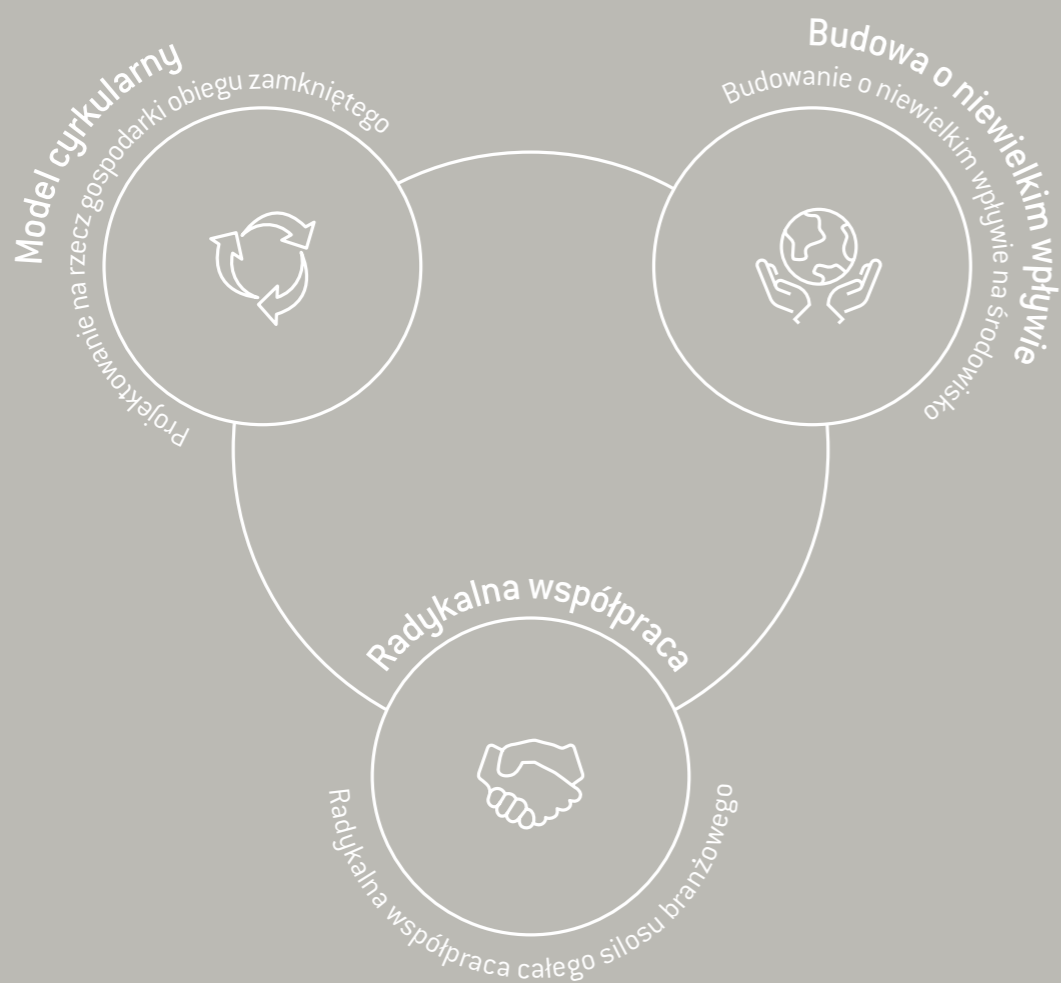 Model cyrkularny
Projektowanie na rzecz gospodarki obiegu zamkniętego
Budowa o niewielkim wpływie
Budowanie o niewielkim wpływie na środowisko
Radykalna współpraca
Radykalna współpraca całego silosu branżowego